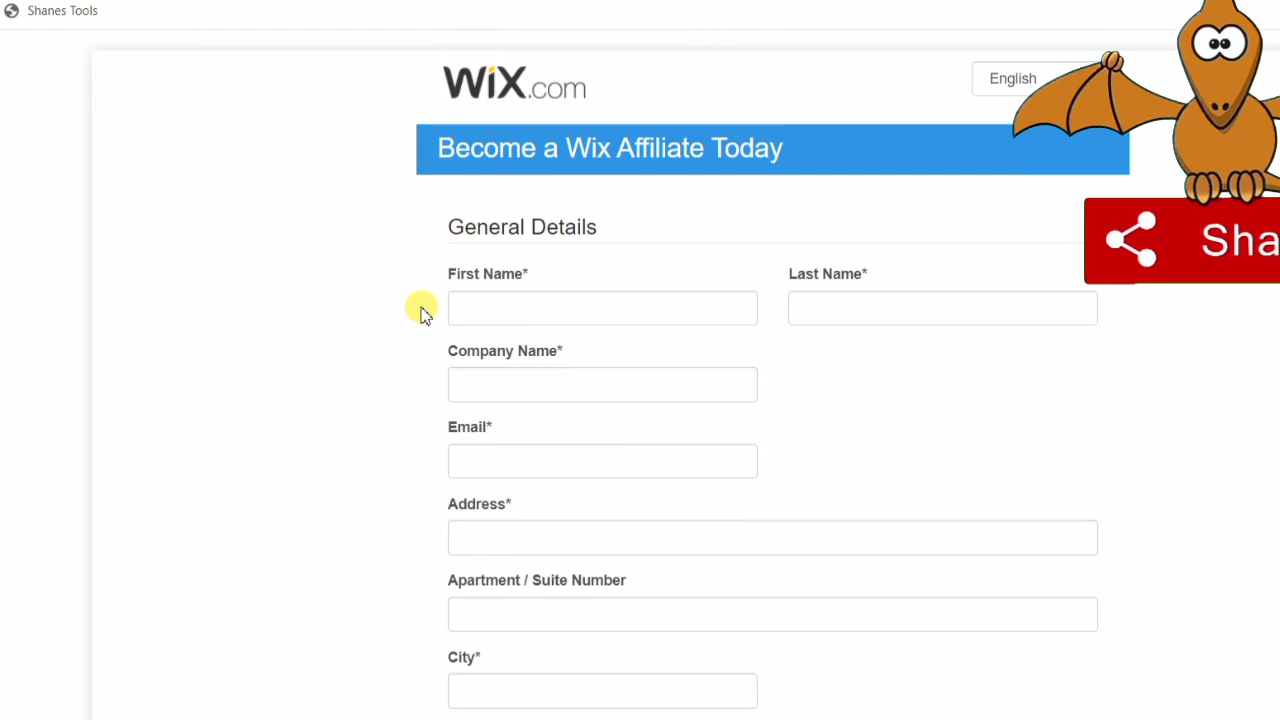 Shanes Tools
WiX.com
English
Become a Wix Affiliate Today
Sha
General Details
First Name*
Last Name*
Company Name*
Email*
Address*
Apartment / Suite Number
City*